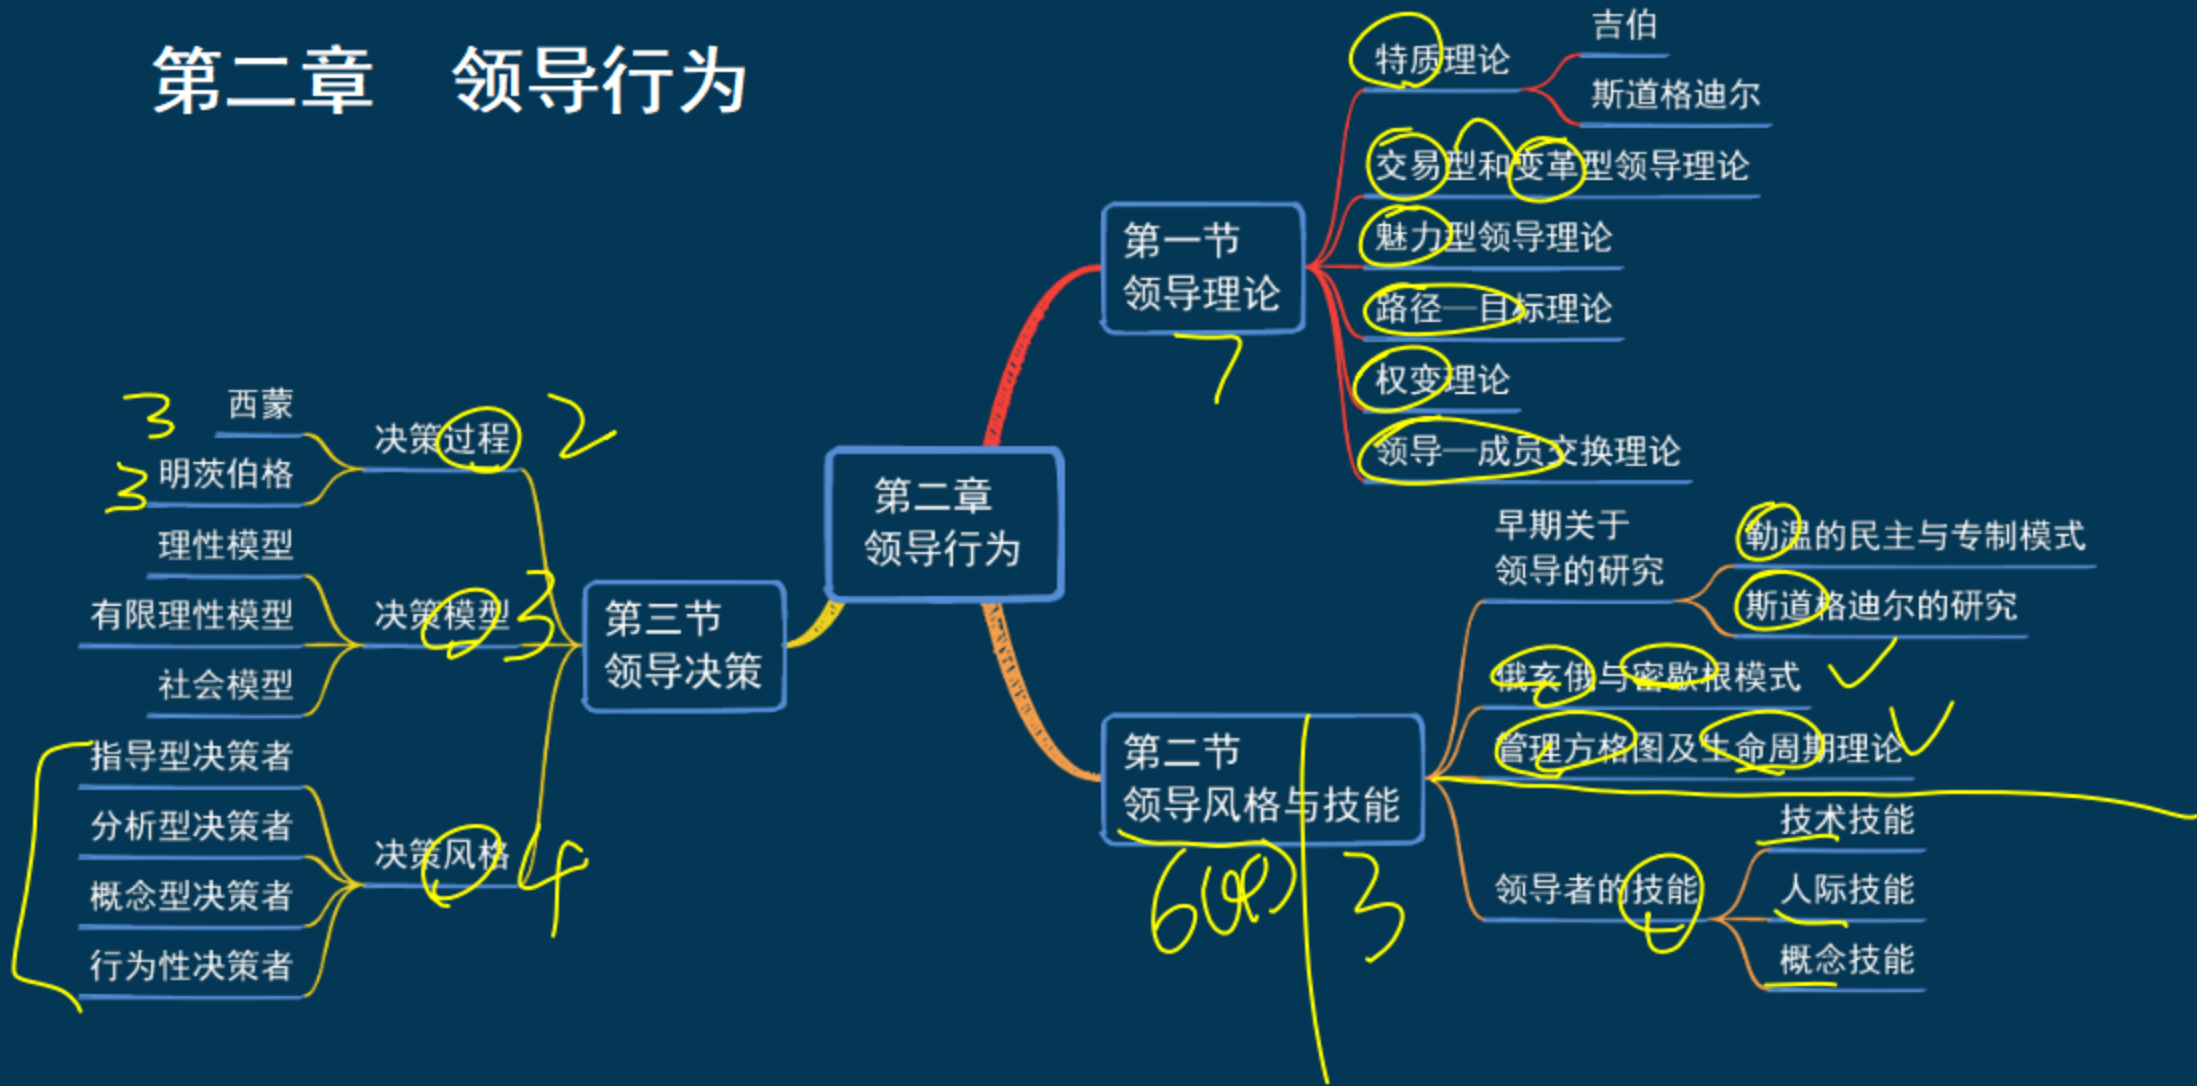 第二章 领导行为
吉伯
特质理论
斯道格迪尔
交易型和变革型领导理论
魅力型领导理论
路径—目标理论
权变理论
领导—成员交换理论
第一节
领导理论
7
第二章
领导行为
早期关于
领导的研究
勒温的民主与专制模式
斯道格迪尔的研究
俄亥俄与密歇根模式
管理方格图及生命周期理论
第二节
领导风格与技能
3
领导者的技能
技术技能
人际技能
概念技能
第三节
领导决策
决策过程
2
西蒙
3
明茨伯格
3
决策模型
3
理性模型
有限理性模型
社会模型
决策风格
4
指导型决策者
分析型决策者
概念型决策者
行为性决策者